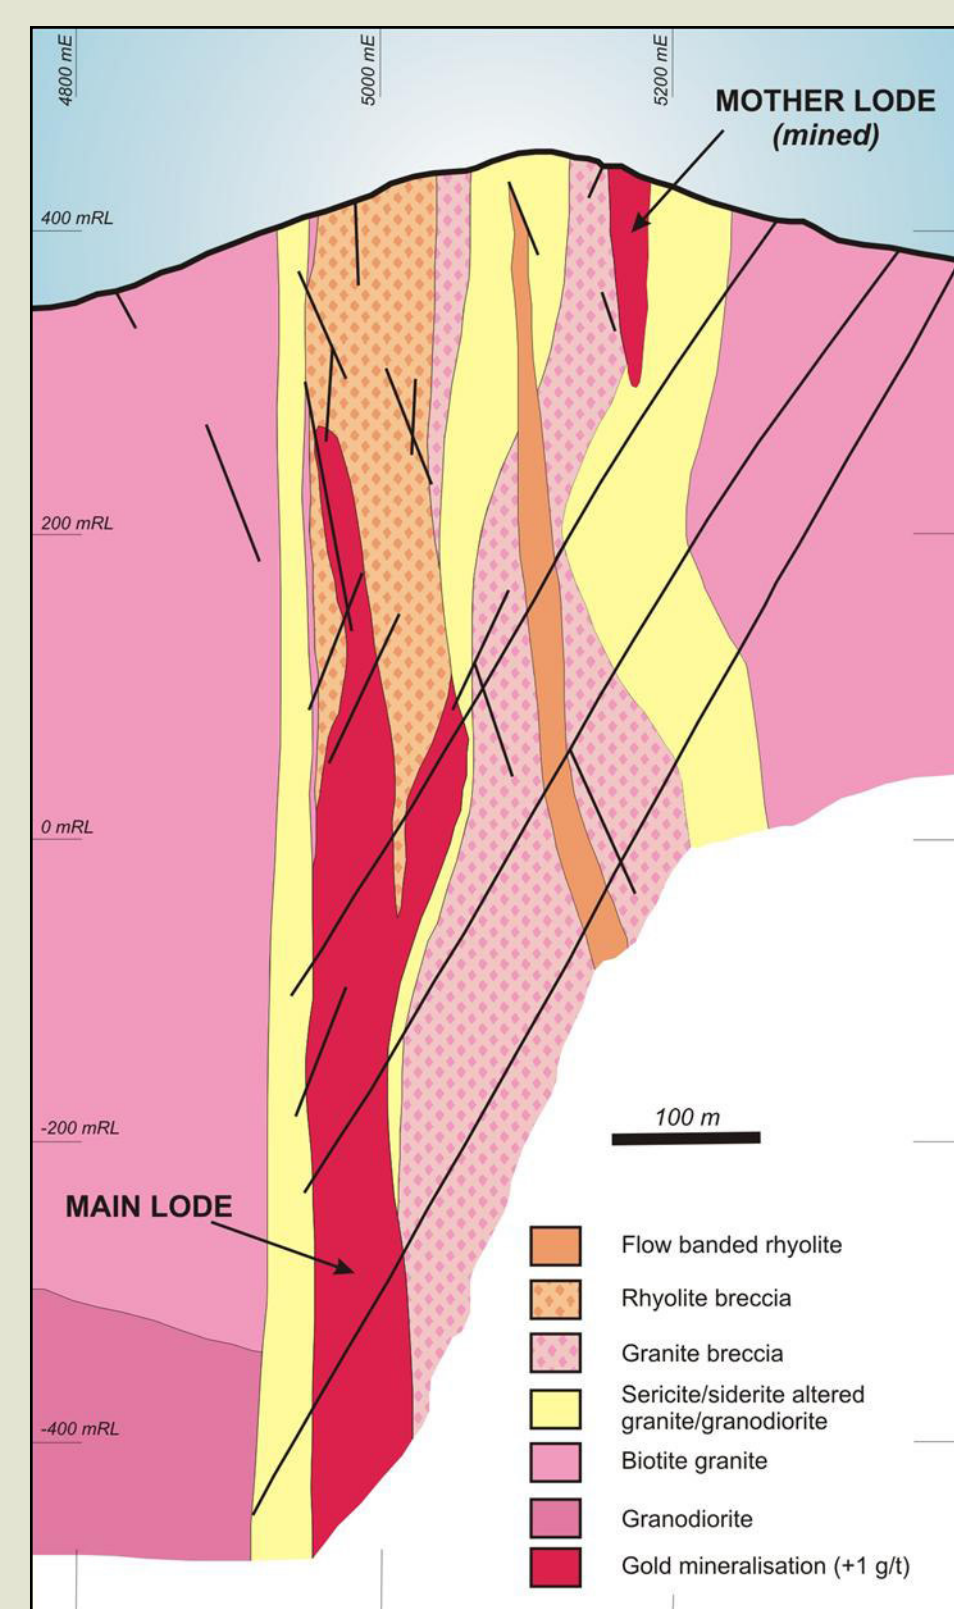 4800 mE
5000 mE
5200 mE
MOTHER LODE
(mined)
400 mRL
200 mRL
0 mRL
-200 mRL
100 m
MAIN LODE
Flow banded rhyolite
Rhyolite breccia
Granite breccia
Sericite/siderite altered
granite/granodiorite
-400 mRL
Biotite granite
Granodiorite
Gold mineralisation (+1 g/t)